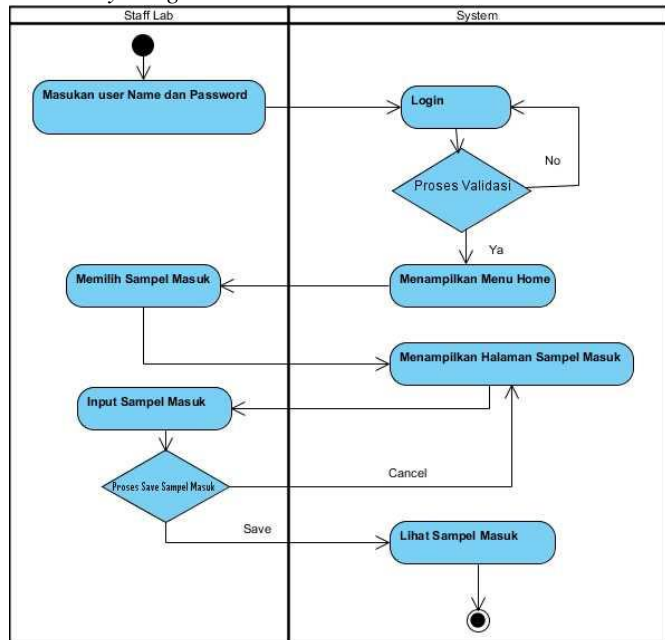 Staff Lab
System
Masukan user Name dan Password
Login
No
Proses Validasi
Ya
Memilih Sampel Masuk
Menampilkan Menu Home
Menampilkan Halaman Sampel Masuk
Input Sampel Masuk
Proses Save Sampel Masuk
Cancel
Save
Lihat Sampel Masuk